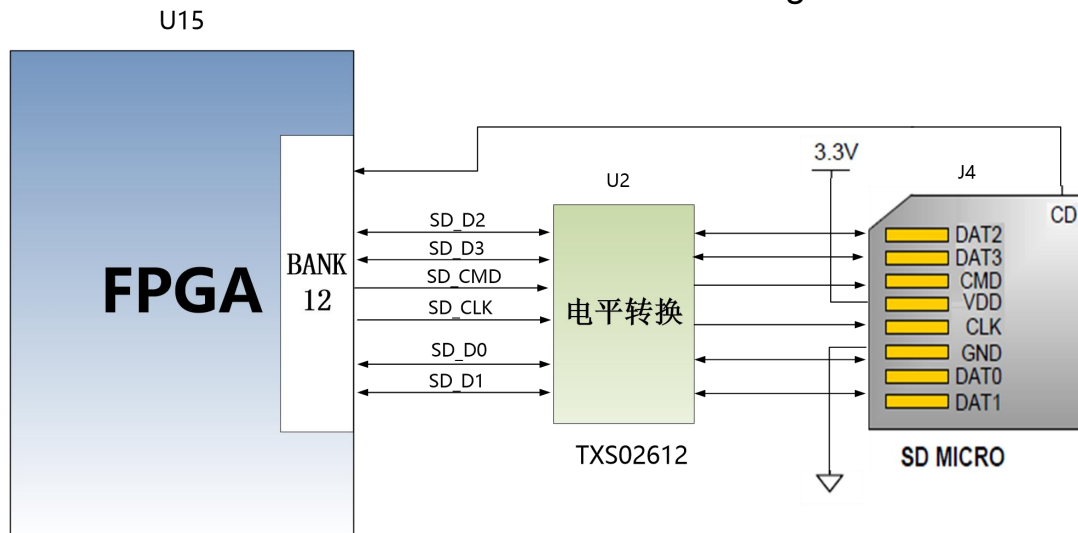 U15
FPGA
BANK
12
SD_D2
SD_D3
SD_CMD
SD_CLK
SD_D0
SD_D1
U2
电平转换
TXS02612
3.3V
J4
CD
DAT2
DAT3
CMD
VDD
CLK
GND
DAT0
DAT1
SD MICRO